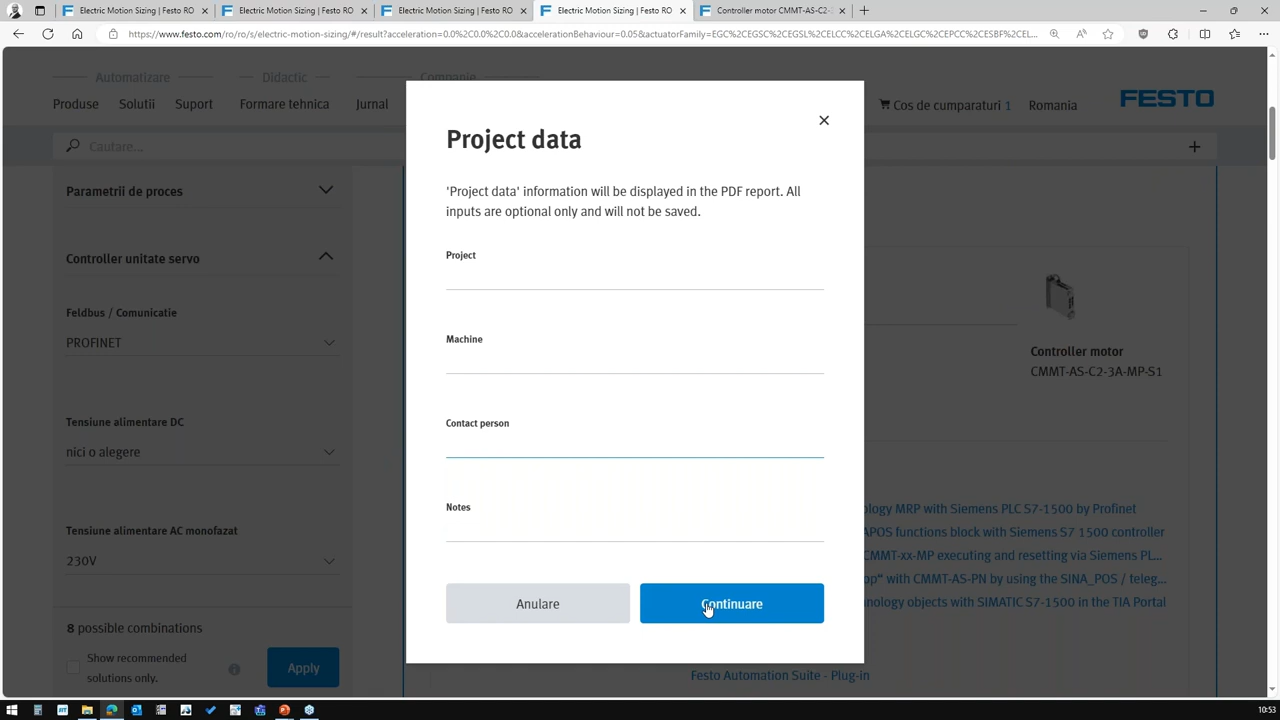 Electric Motion Sizing | Festo RO
Electric Motion Sizing | Festo RO
Electric Motion Sizing | Festo RO
Electric Motion Sizing | Festo RO
Controller motor CMMT-AS-C2-
https://www.festo.com/ro/ro/s/electric-motion-sizing/#/result?acceleration=0.0%2C0.0%2C0.0&accelerationBehaviour=0.05&actuatorFamily=EGC%2CEGSC%2CEGSL%2CELCC%2CELGA%2CELGC%2CEPCC%2CESBF%2CEL...
Automatizare
Didactic
Companie
Produse
Solutii
Suport
Formare tehnica
Jurnal
Cos de cumparaturi 1
Romania
FESTO
Cautare...
Parametrii de proces
Controller unitate servo
Feldbus / Comunicatie
PROFINET
Tensiune alimentare DC
nici o alegere
Tensiune alimentare AC monofazat
230V
8 possible combinations
Show recommended
solutions only.
Apply
Project data
'Project data' information will be displayed in the PDF report. All
inputs are optional only and will not be saved.
Project
Machine
Contact person
Notes
Anulare
Continuare
Controller motor
CMMT-AS-C2-3A-MP-S1
ology MRP with Siemens PLC S7-1500 by Profinet
APOS functions block with Siemens S7 1500 controller
CMMT-xx-MP executing and resetting via Siemens PL...
op" with CMMT-AS-PN by using the SINA_POS / teleg...
hnology objects with SIMATIC S7-1500 in the TIA Portal
Festo Automation Suite - Plug-in
10:53